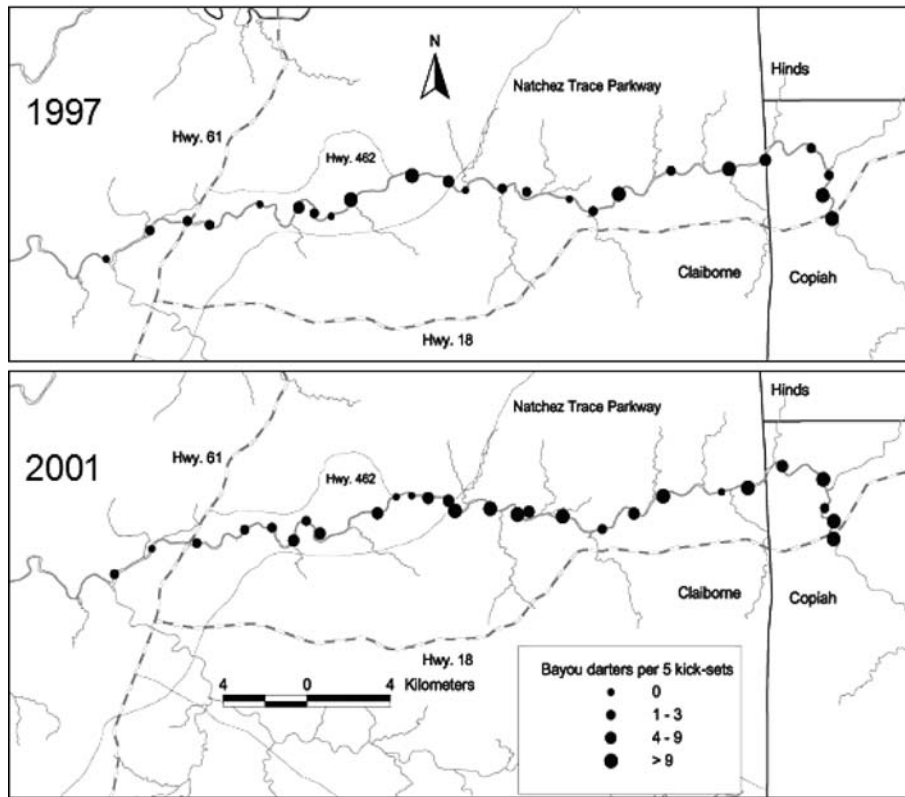 1997
N
Natchez Trace Parkway
Hinds
Hwy. 61
Hwy. 462
Claiborne
Copiah
Hwy. 18
2001
Natchez Trace Parkway
Hinds
Hwy. 61
Hwy. 462
Claiborne
Copiah
Hwy. 18
4 0 4
Kilometers
Bayou darters per 5 kick-sets
0
1 - 3
4 - 9
> 9